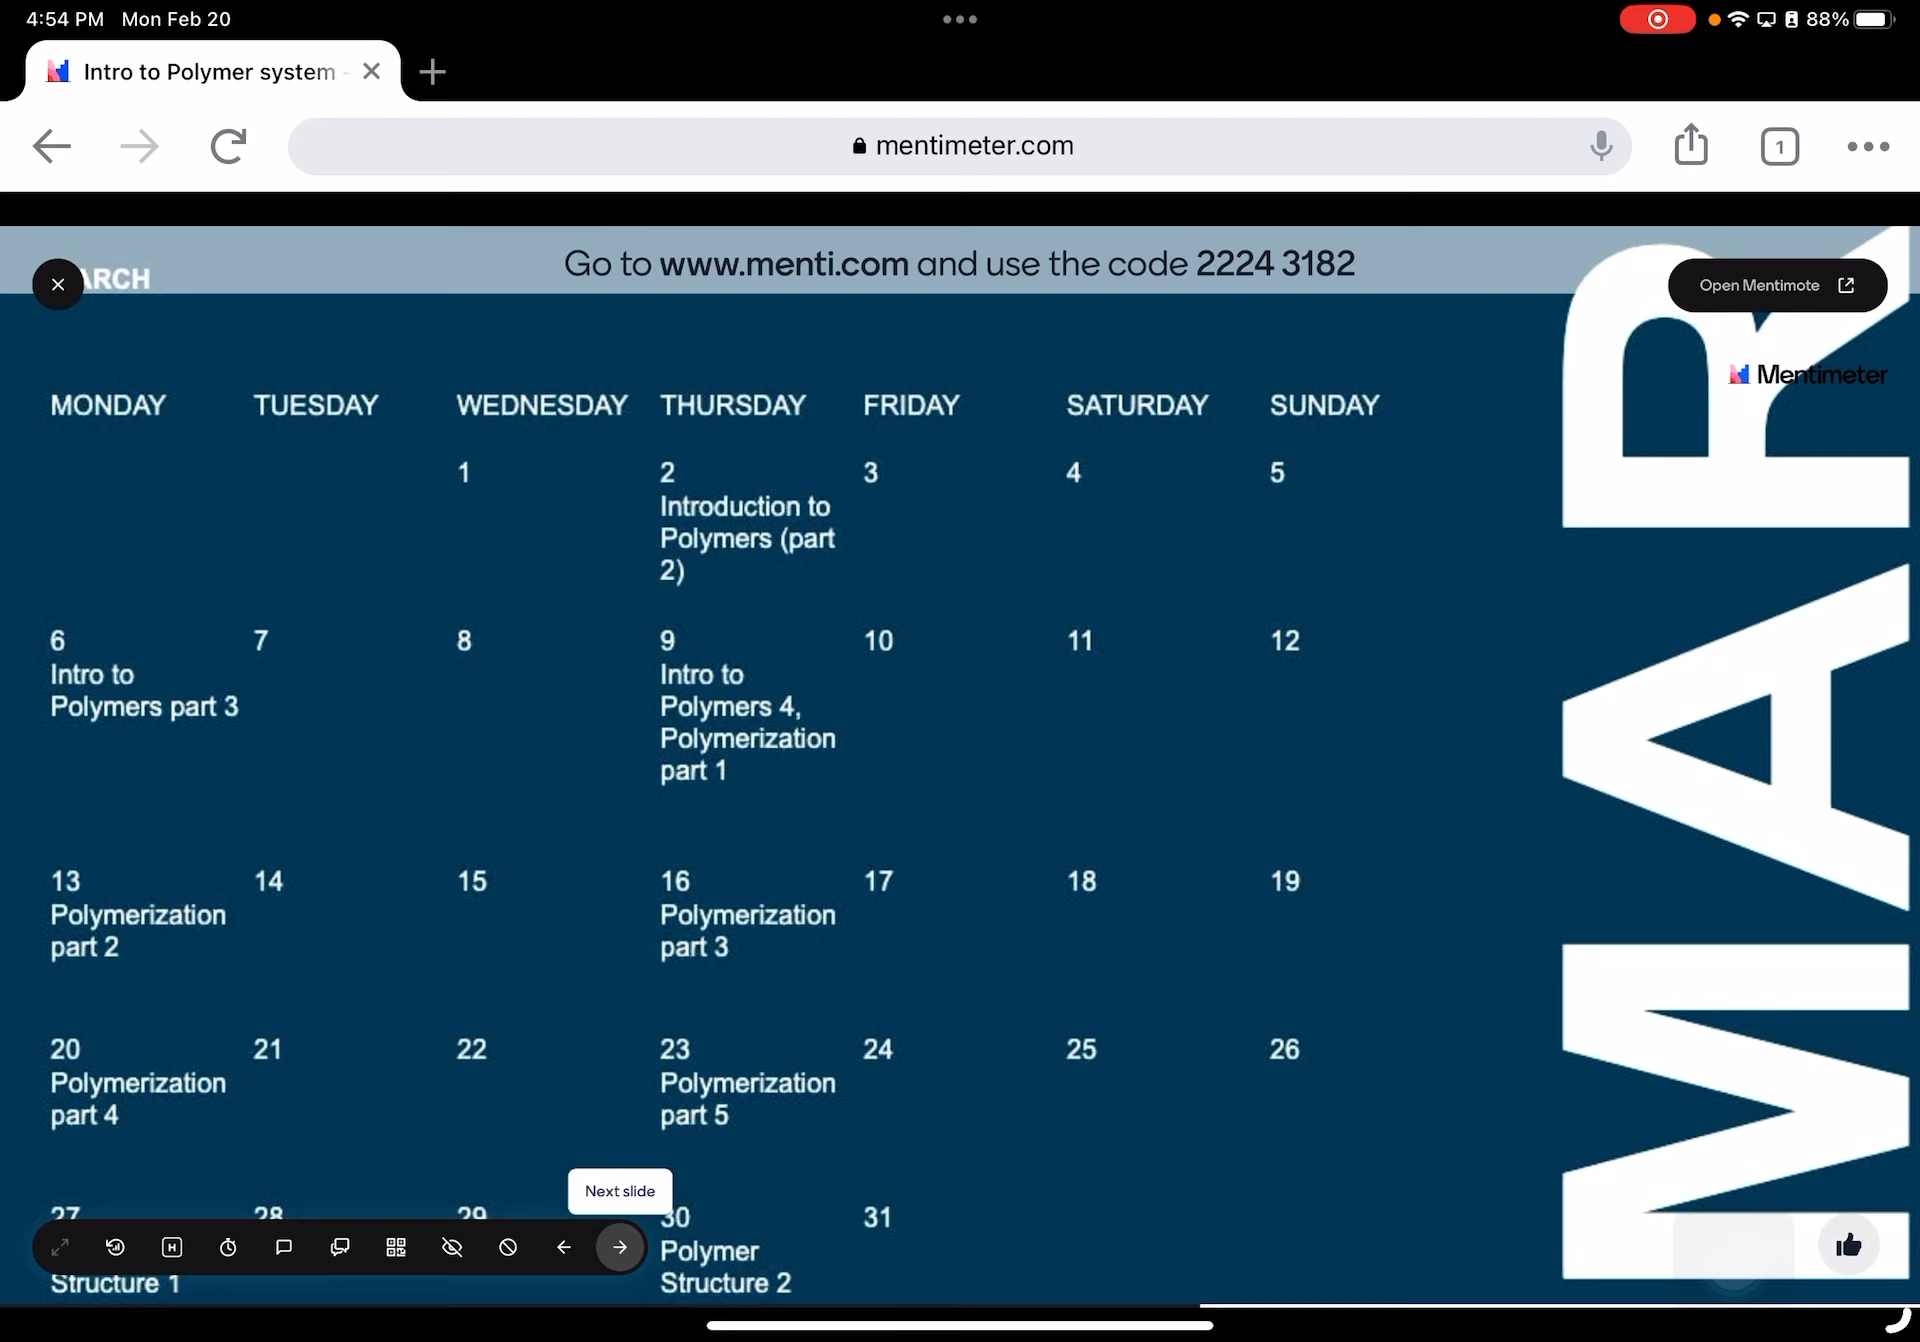 4:54 PM Mon Feb 20
88%
Intro to Polymer system -
mentimeter.com
1
Go to www.menti.com and use the code 2224 3182
ARCH
Open Mentimote
Mentimeter
MAR
MONDAY TUESDAY WEDNESDAY THURSDAY FRIDAY SATURDAY SUNDAY
1 2 3 4 5
Introduction to
Polymers (part
2)
6 7 8 9 10 11 12
Intro to
Polymers part 3
Intro to
Polymers 4,
Polymerization
part 1
13 14 15 16 17 18 19
Polymerization
part 2
Polymerization
part 3
20 21 22 23 24 25 26
Polymerization
part 4
Polymerization
part 5
Next slide
27 28 29 30 31
Structure 1
Polymer
Structure 2